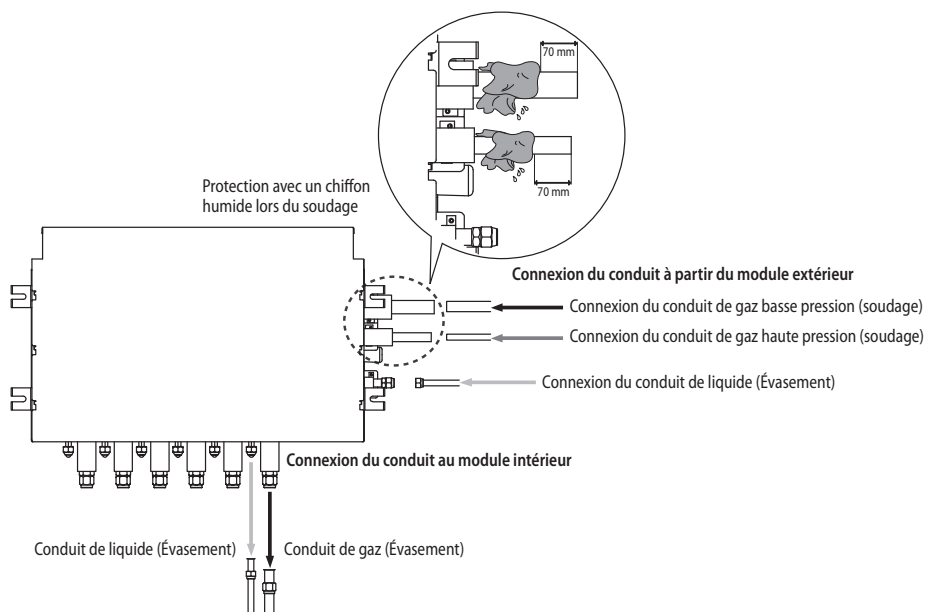 70 mm
70 mm
Protection avec un chiffon
humide lors du soudage
Connexion du conduit à partir du module extérieur
Connexion du conduit de gaz basse pression (soudage)
Connexion du conduit de gaz haute pression (soudage)
Connexion du conduit de liquide (Évasement)
Connexion du conduit au module intérieur
Conduit de liquide (Évasement)
Conduit de gaz (Évasement)